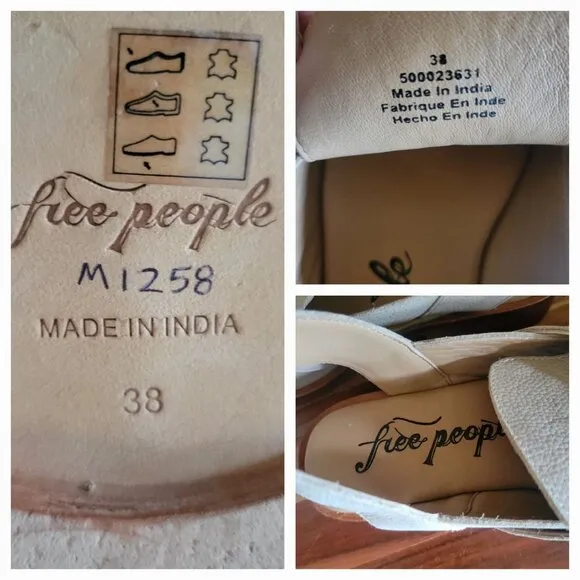 free people
M1258
MADE IN INDIA
38
38
500023631
Made In India
Fabrique En Inde
Hecho En Inde
free peopl